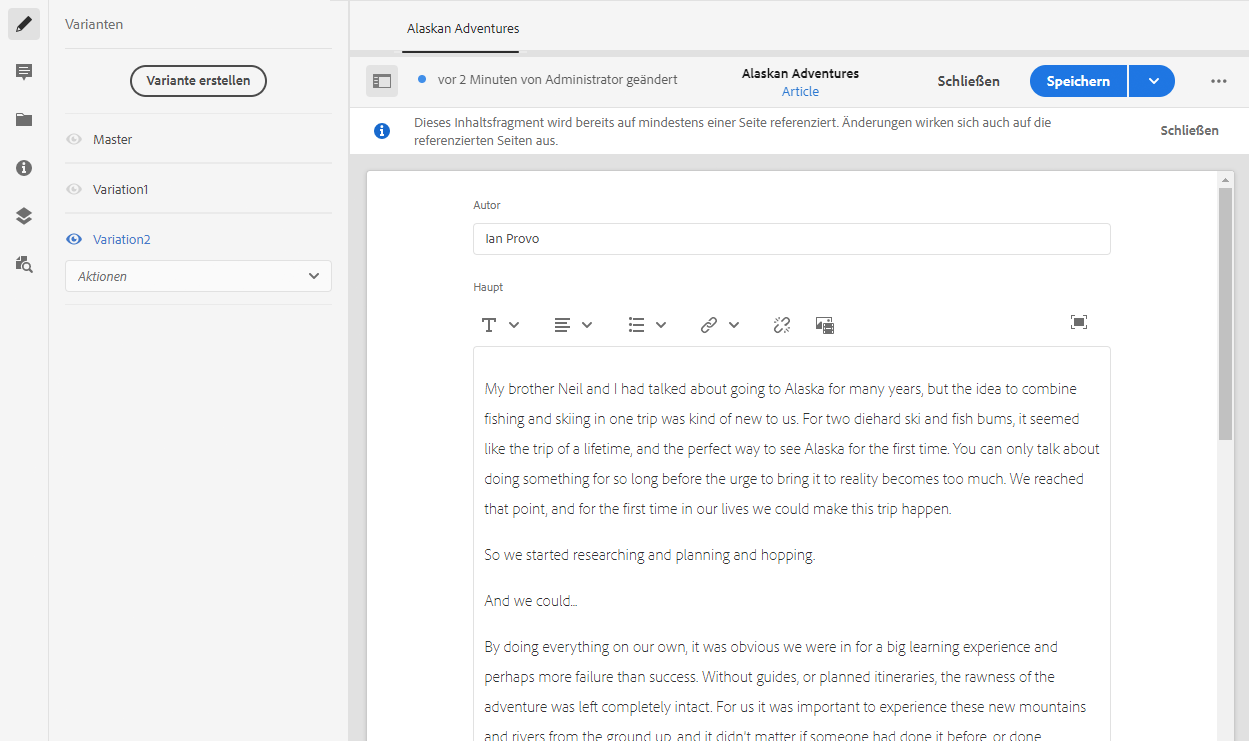 Varianten
Variante erstellen
Master
Variation1
Variation2
Aktionen
Alaskan Adventures
vor 2 Minuten von Administrator geändert
Alaskan Adventures
Article
Schließen
Speichern
Dieses Inhaltsfragment wird bereits auf mindestens einer Seite referenziert. Änderungen wirken sich auch auf die
referenzierten Seiten aus.
Schließen
Autor
Ian Provo
Haupt
My brother Neil and I had talked about going to Alaska for many years, but the idea to combine
fishing and skiing in one trip was kind of new to us. For two diehard ski and fish bums, it seemed
like the trip of a lifetime, and the perfect way to see Alaska for the first time. You can only talk about
doing something for so long before the urge to bring it to reality becomes too much. We reached
that point, and for the first time in our lives we could make this trip happen.
So we started researching and planning and hopping.
And we could…
By doing everything on our own, it was obvious we were in for a big learning experience and
perhaps more failure than success. Without guides, or planned itineraries, the rawness of the
adventure was left completely intact. For us it was important to experience these new mountains
and rivers from the ground up, and it didn't matter if someone had done it before, or done